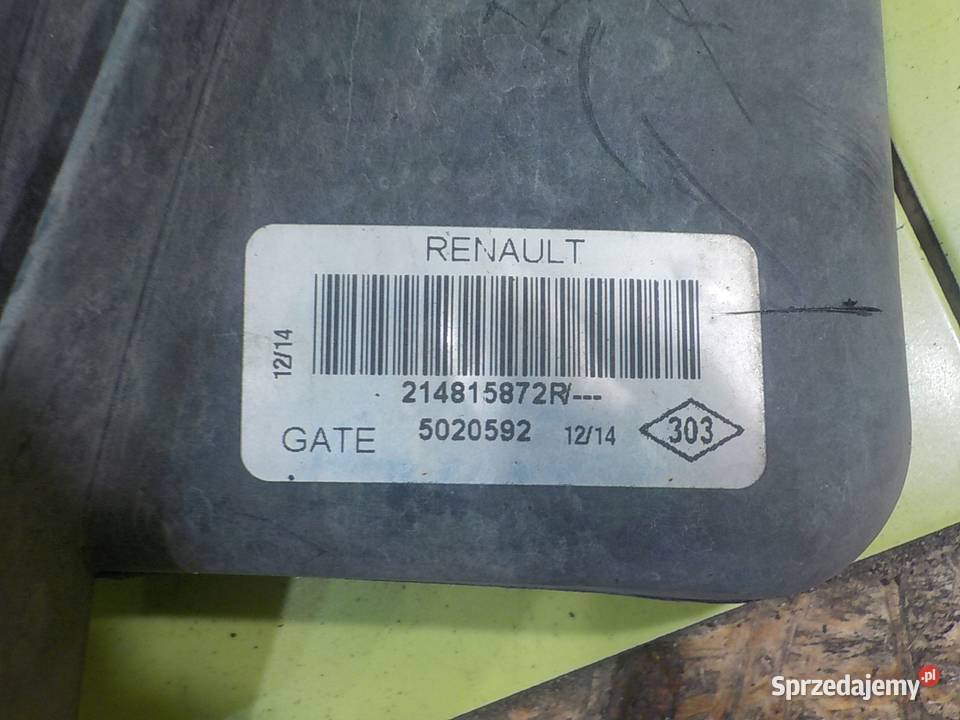 RENAULT
12/14
214815872R/---
GATE 5020592 12/14 303
Sprzedajemy.pl